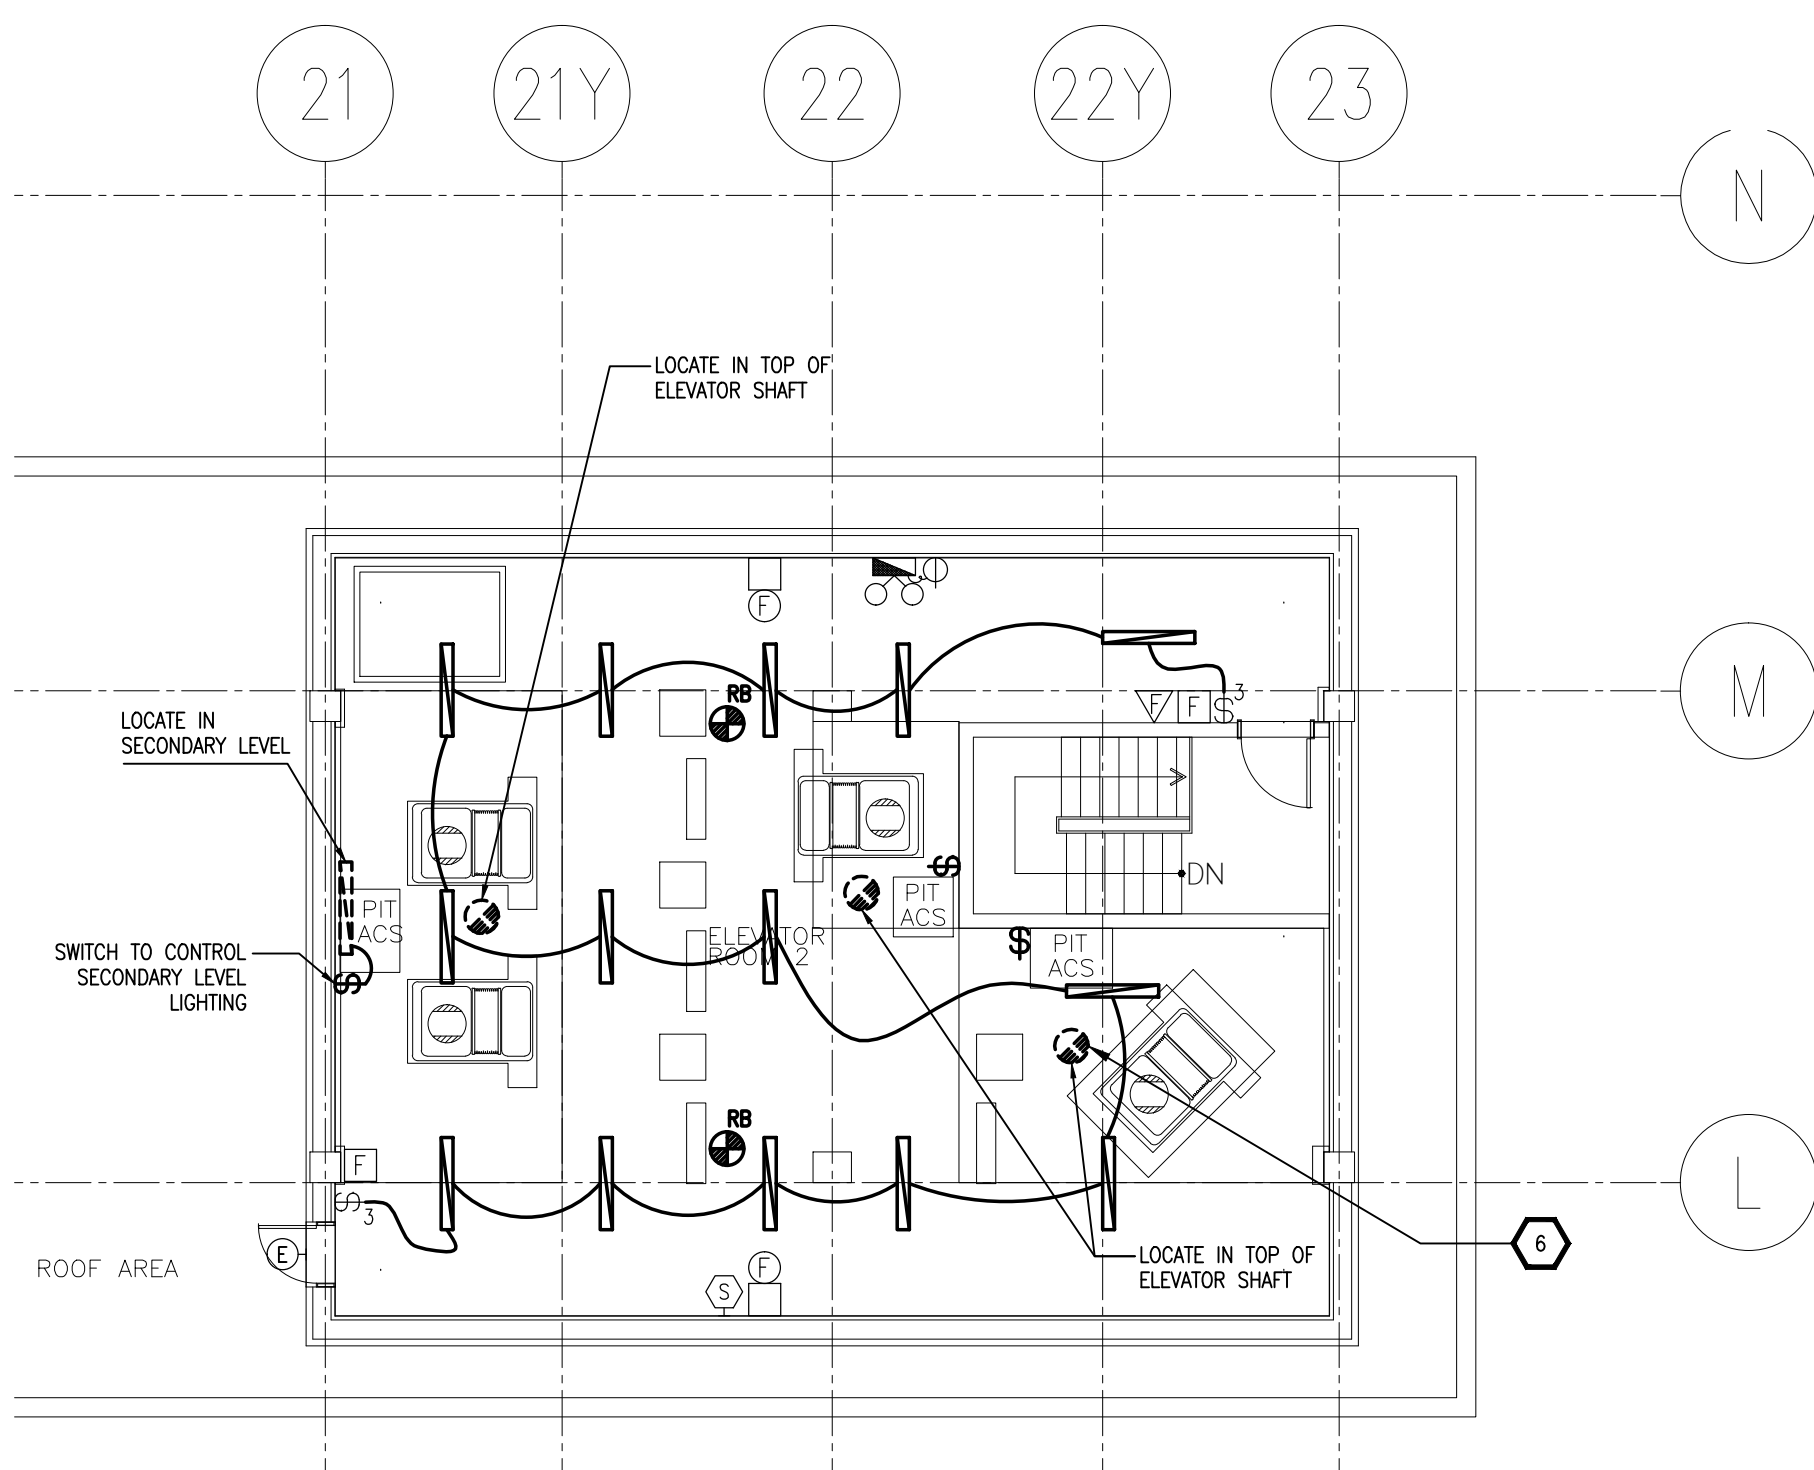 21
21Y
22
22Y
23
N
LOCATE IN TOP OF
ELEVATOR SHAFT
F
RB
F
F
S3
M
LOCATE IN
SECONDARY LEVEL
DN
PIT
ACS
PIT
ACS
ELEVATOR
ROOM 2
PIT
ACS
$
$
SWITCH TO CONTROL
SECONDARY LEVEL
LIGHTING
$
RB
F
L
S3
E
ROOF AREA
F
S
LOCATE IN TOP OF
ELEVATOR SHAFT
6